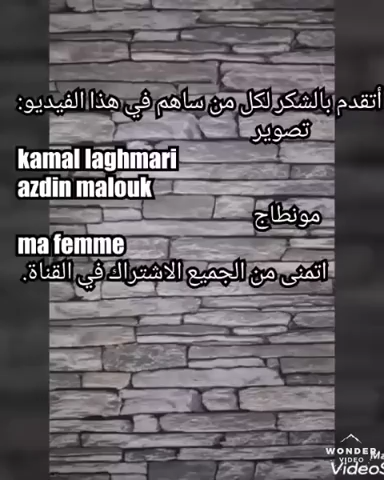 أتقدم بالشكر لكل من ساهم في هذا الفيديو:
تصوير
kamal laghmari
azdin malouk
مونطاج
ma femme
اتمنى من الجميع الاشتراك في القناة.
WONDER
VIDEO